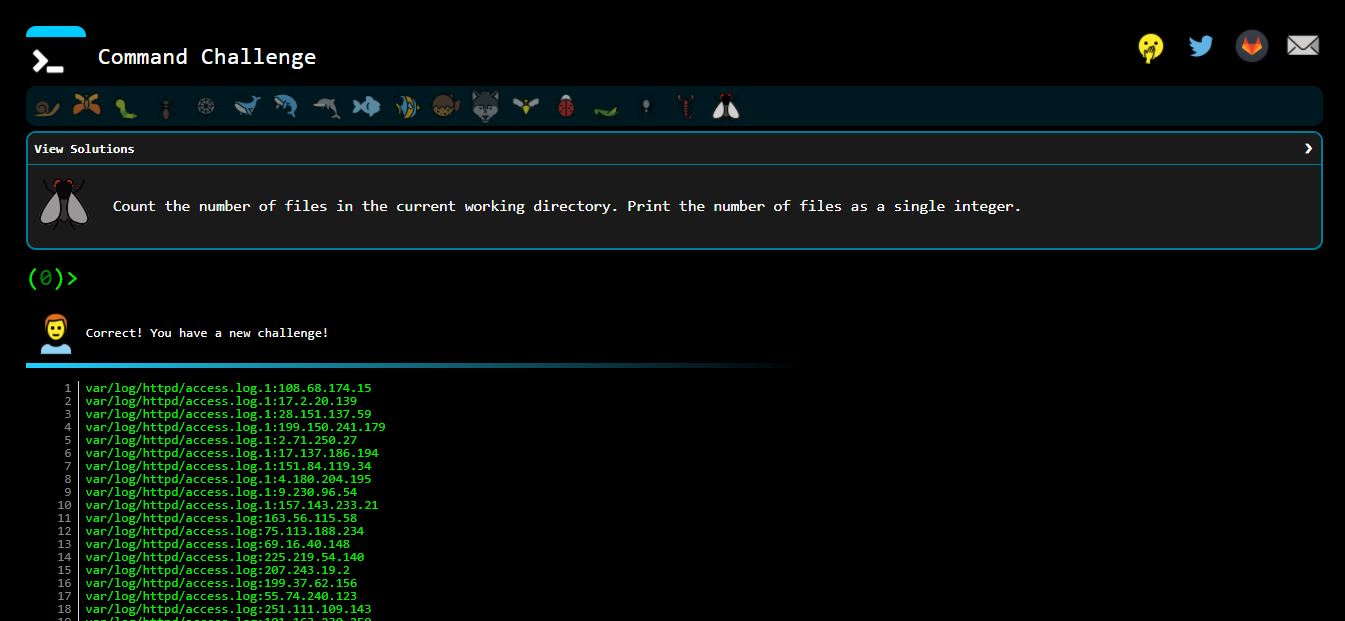 Command Challenge
View Solutions
Count the number of files in the current working directory. Print the number of files as a single integer.
(0)>
Correct! You have a new challenge!
1 var/log/httpd/access.log.1:108.68.174.15
2 var/log/httpd/access.log.1:17.2.20.139
3 var/log/httpd/access.log.1:28.151.137.59
4 var/log/httpd/access.log.1:199.150.241.179
5 var/log/httpd/access.log.1:2.71.250.27
6 var/log/httpd/access.log.1:17.137.186.194
7 var/log/httpd/access.log.1:151.84.119.34
8 var/log/httpd/access.log.1:4.180.204.195
9 var/log/httpd/access.log.1:9.230.96.54
10 var/log/httpd/access.log.1:157.143.233.21
11 var/log/httpd/access.log:163.56.115.58
12 var/log/httpd/access.log:75.113.188.234
13 var/log/httpd/access.log:69.16.40.148
14 var/log/httpd/access.log:225.219.54.140
15 var/log/httpd/access.log:207.243.19.2
16 var/log/httpd/access.log:199.37.62.156
17 var/log/httpd/access.log:55.74.240.123
18 var/log/httpd/access.log:251.111.109.143